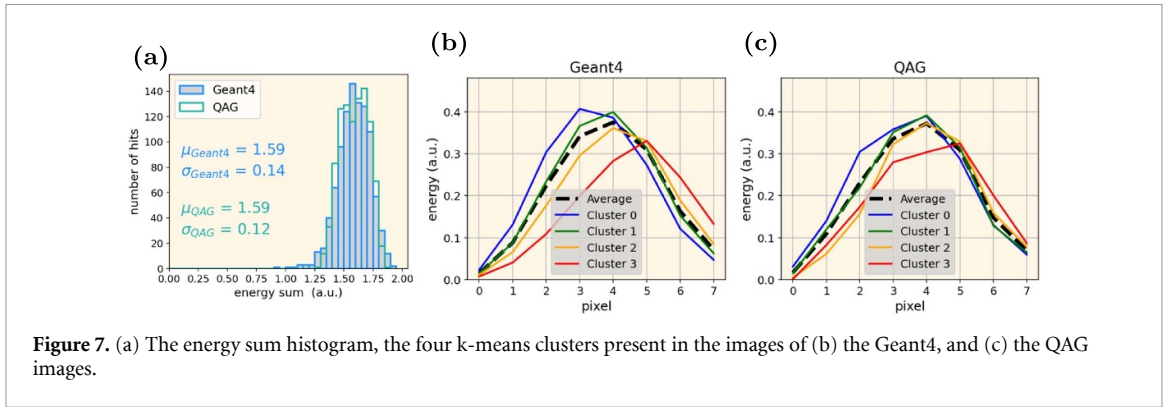 (a)
Geant4
QAG
μGeant4 = 1.59
σGeant4 = 0.14
μQAG = 1.59
σQAG = 0.12
number of hits
140
120
100
80
60
40
20
0
0.00 0.25 0.50 0.75 1.00 1.25 1.50 1.75 2.00
energy sum (a.u.)
(b)
Geant4
energy (a.u.)
0.4
0.3
0.2
0.1
0.0
Average
Cluster 0
Cluster 1
Cluster 2
Cluster 3
0 1 2 3 4 5 6 7
pixel
(c)
QAG
energy (a.u.)
0.4
0.3
0.2
0.1
0.0
Average
Cluster 0
Cluster 1
Cluster 2
Cluster 3
0 1 2 3 4 5 6 7
pixel
Figure 7. (a) The energy sum histogram, the four k-means clusters present in the images of (b) the Geant4, and (c) the QAG
images.